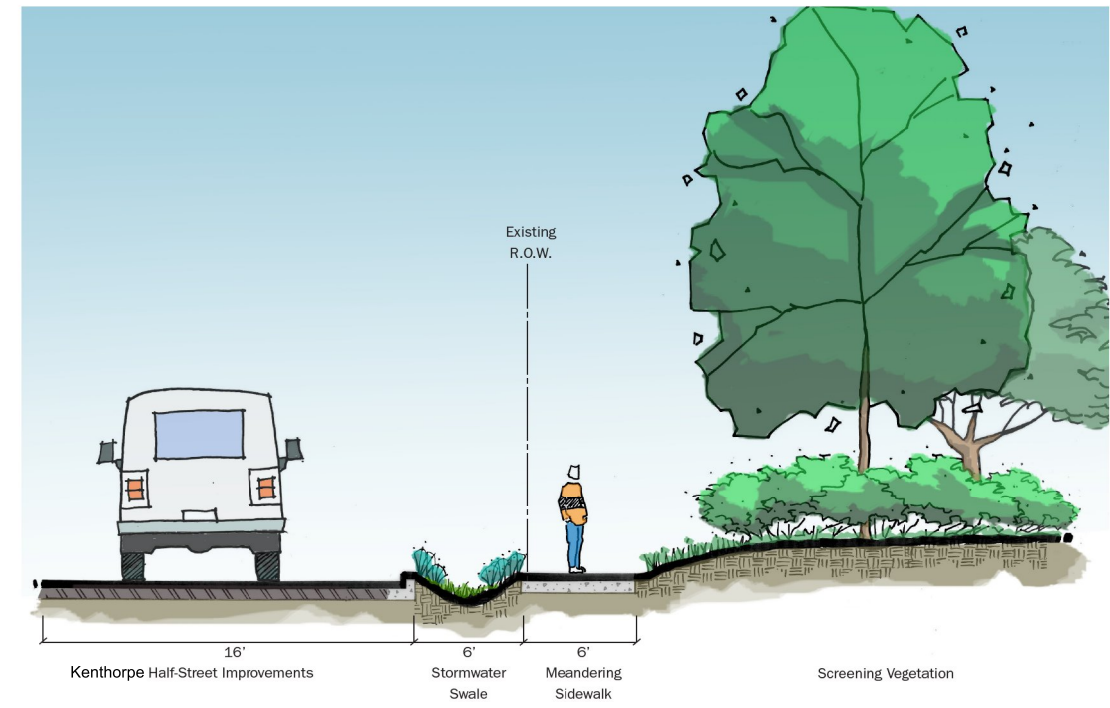 Existing
R.O.W.
16'
Kenthorpe Half-Street Improvements
6'
Stormwater
Swale
6'
Meandering
Sidewalk
Screening Vegetation